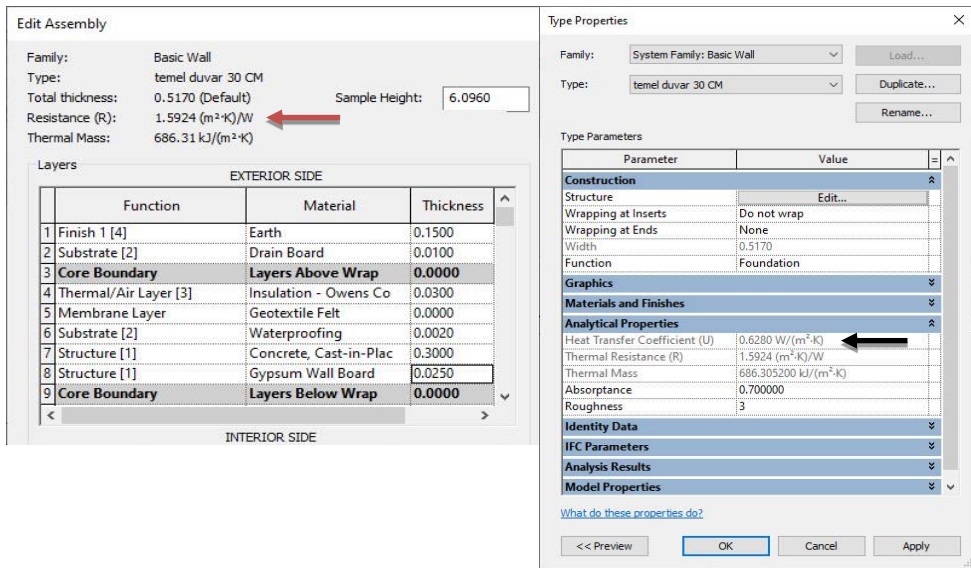 Edit Assembly
Family: Basic Wall
Type: temel duvar 30 CM
Total thickness: 0.5170 (Default) Sample Height: 6.0960
Resistance (R): 1.5924 (m²·K)/W
Thermal Mass: 686.31 kJ/(m²·K)
Layers
EXTERIOR SIDE
Function Material Thickness
1 Finish 1 [4] Earth 0.1500
2 Substrate [2] Drain Board 0.0100
3 Core Boundary Layers Above Wrap 0.0000
4 Thermal/Air Layer [3] Insulation - Owens Co 0.0300
5 Membrane Layer Geotextile Felt 0.0000
6 Substrate [2] Waterproofing 0.0020
7 Structure [1] Concrete, Cast-in-Plac 0.3000
8 Structure [1] Gypsum Wall Board 0.0250
9 Core Boundary Layers Below Wrap 0.0000
INTERIOR SIDE
Type Properties
Family: System Family: Basic Wall Load...
Type: temel duvar 30 CM Duplicate...
Rename...
Type Parameters
Parameter Value =
Construction
Structure Edit...
Wrapping at Inserts Do not wrap
Wrapping at Ends None
Width 0.5170
Function Foundation
Graphics
Materials and Finishes
Analytical Properties
Heat Transfer Coefficient (U) 0.6280 W/(m²·K)
Thermal Resistance (R) 1.5924 (m²·K)/W
Thermal Mass 686.305200 kJ/(m²·K)
Absorptance 0.700000
Roughness 3
Identity Data
IFC Parameters
Analysis Results
Model Properties
What do these properties do?
<< Preview OK Cancel Apply